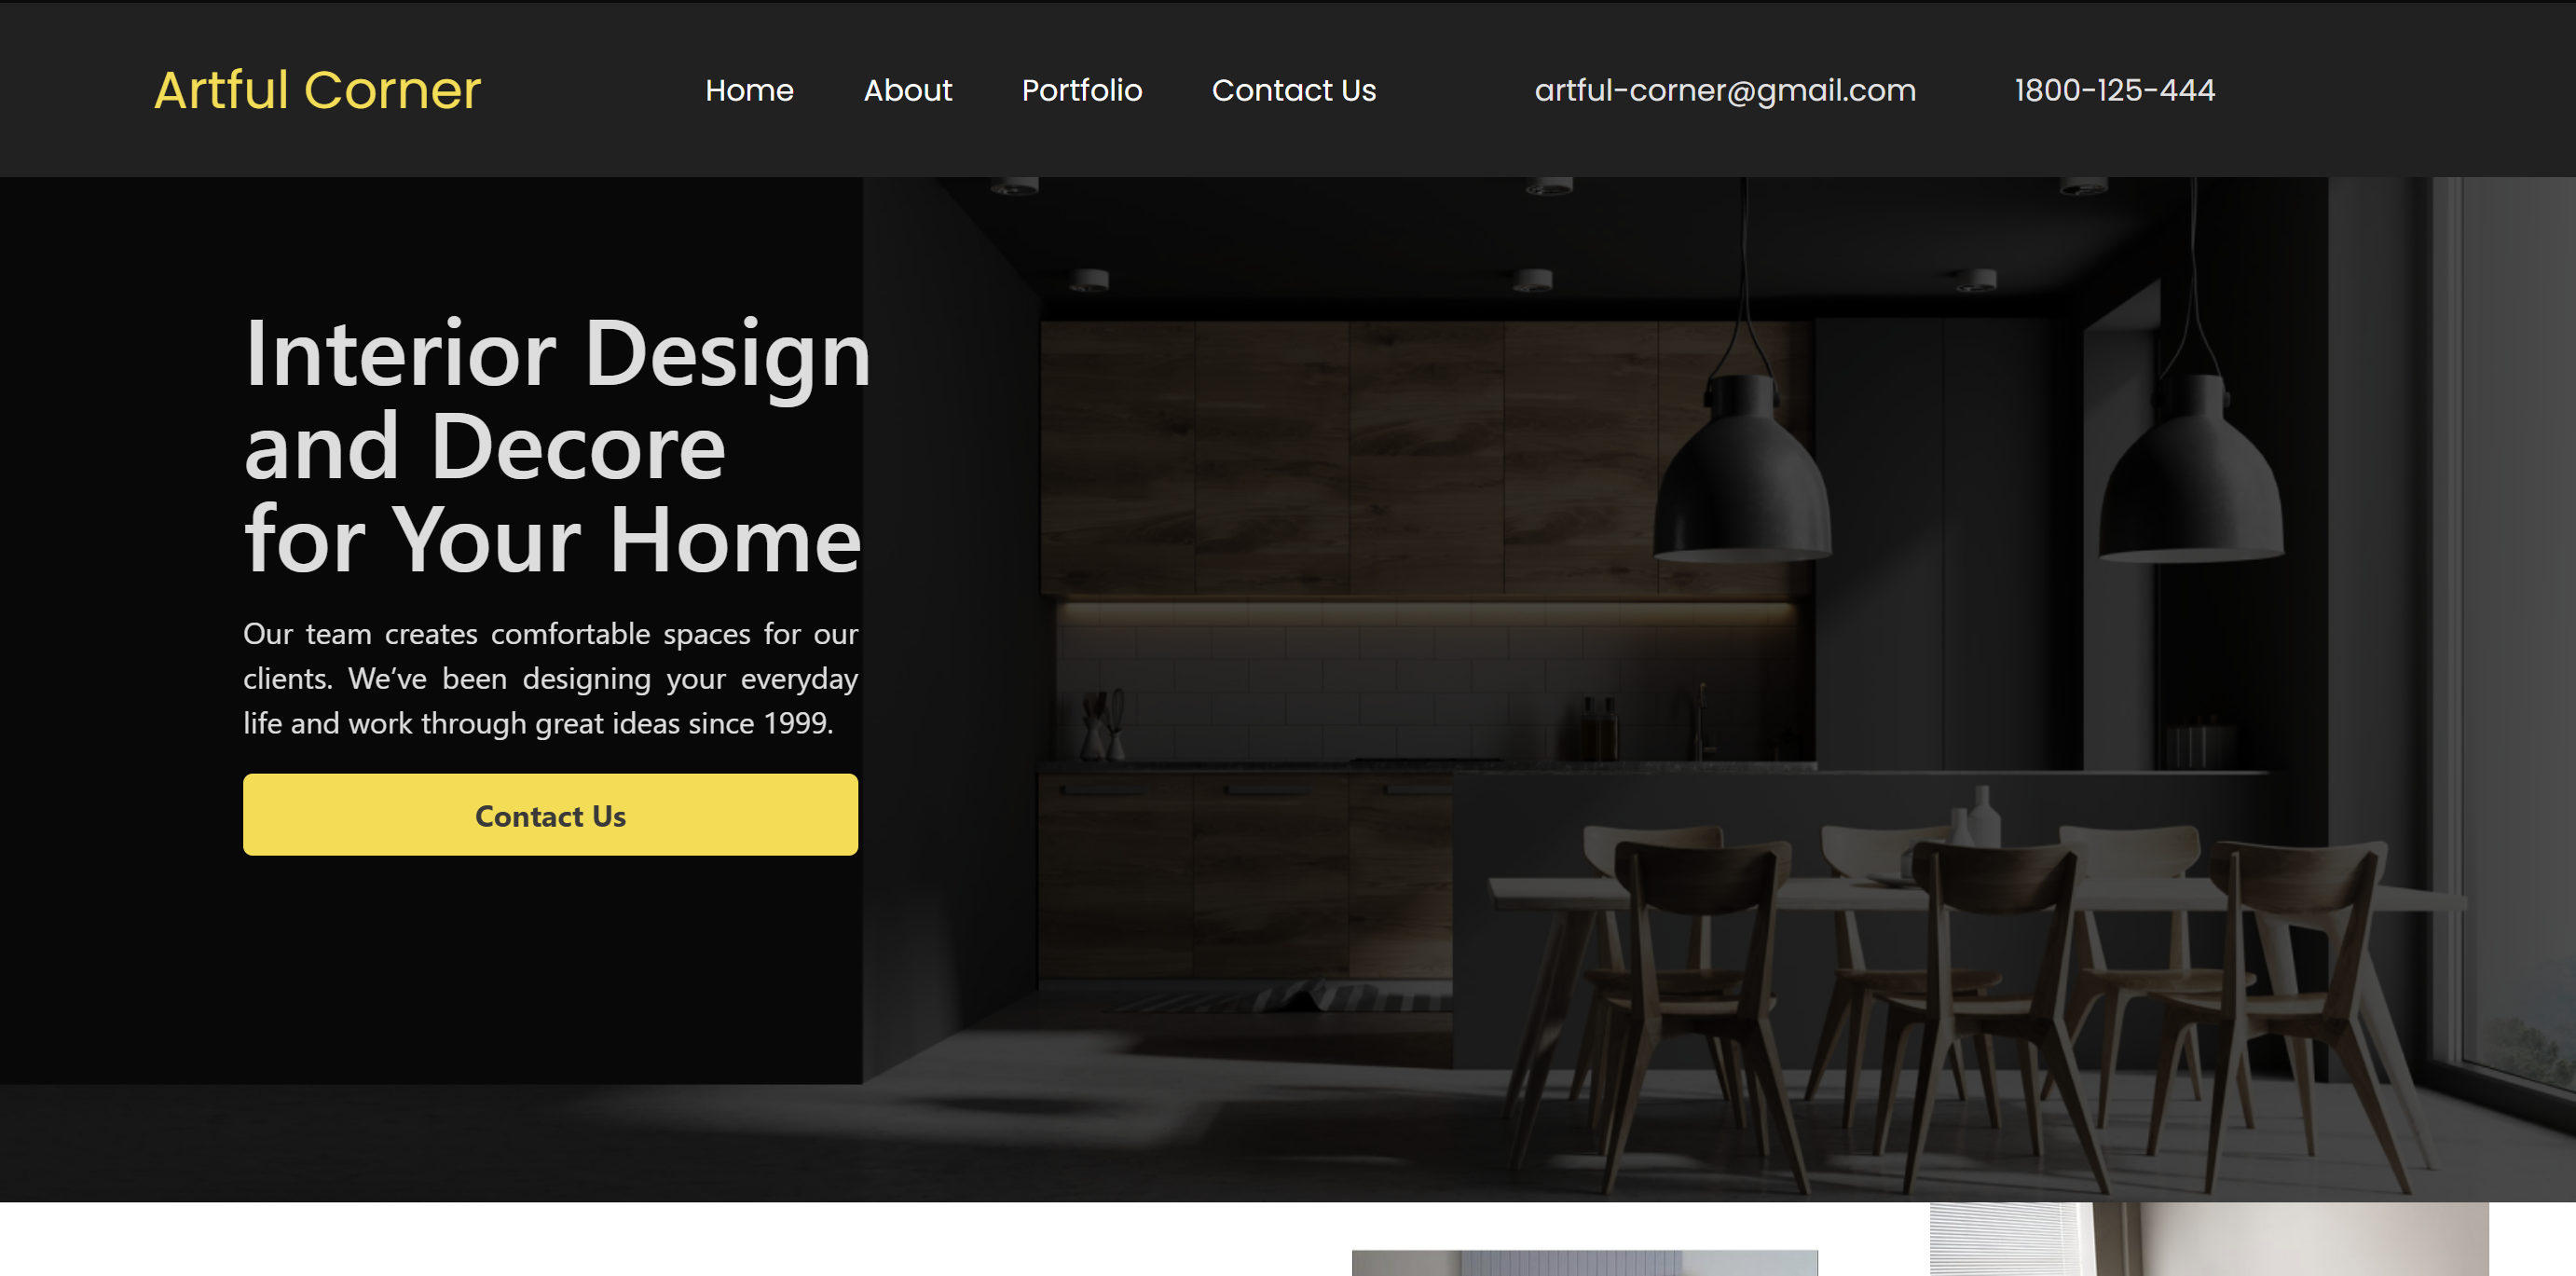 Artful Corner
Home About Portfolio Contact Us artful-corner@gmail.com 1800-125-444
Interior Design
and Decore
for Your Home
Our team creates comfortable spaces for our
clients. We’ve been designing your everyday
life and work through great ideas since 1999.
Contact Us